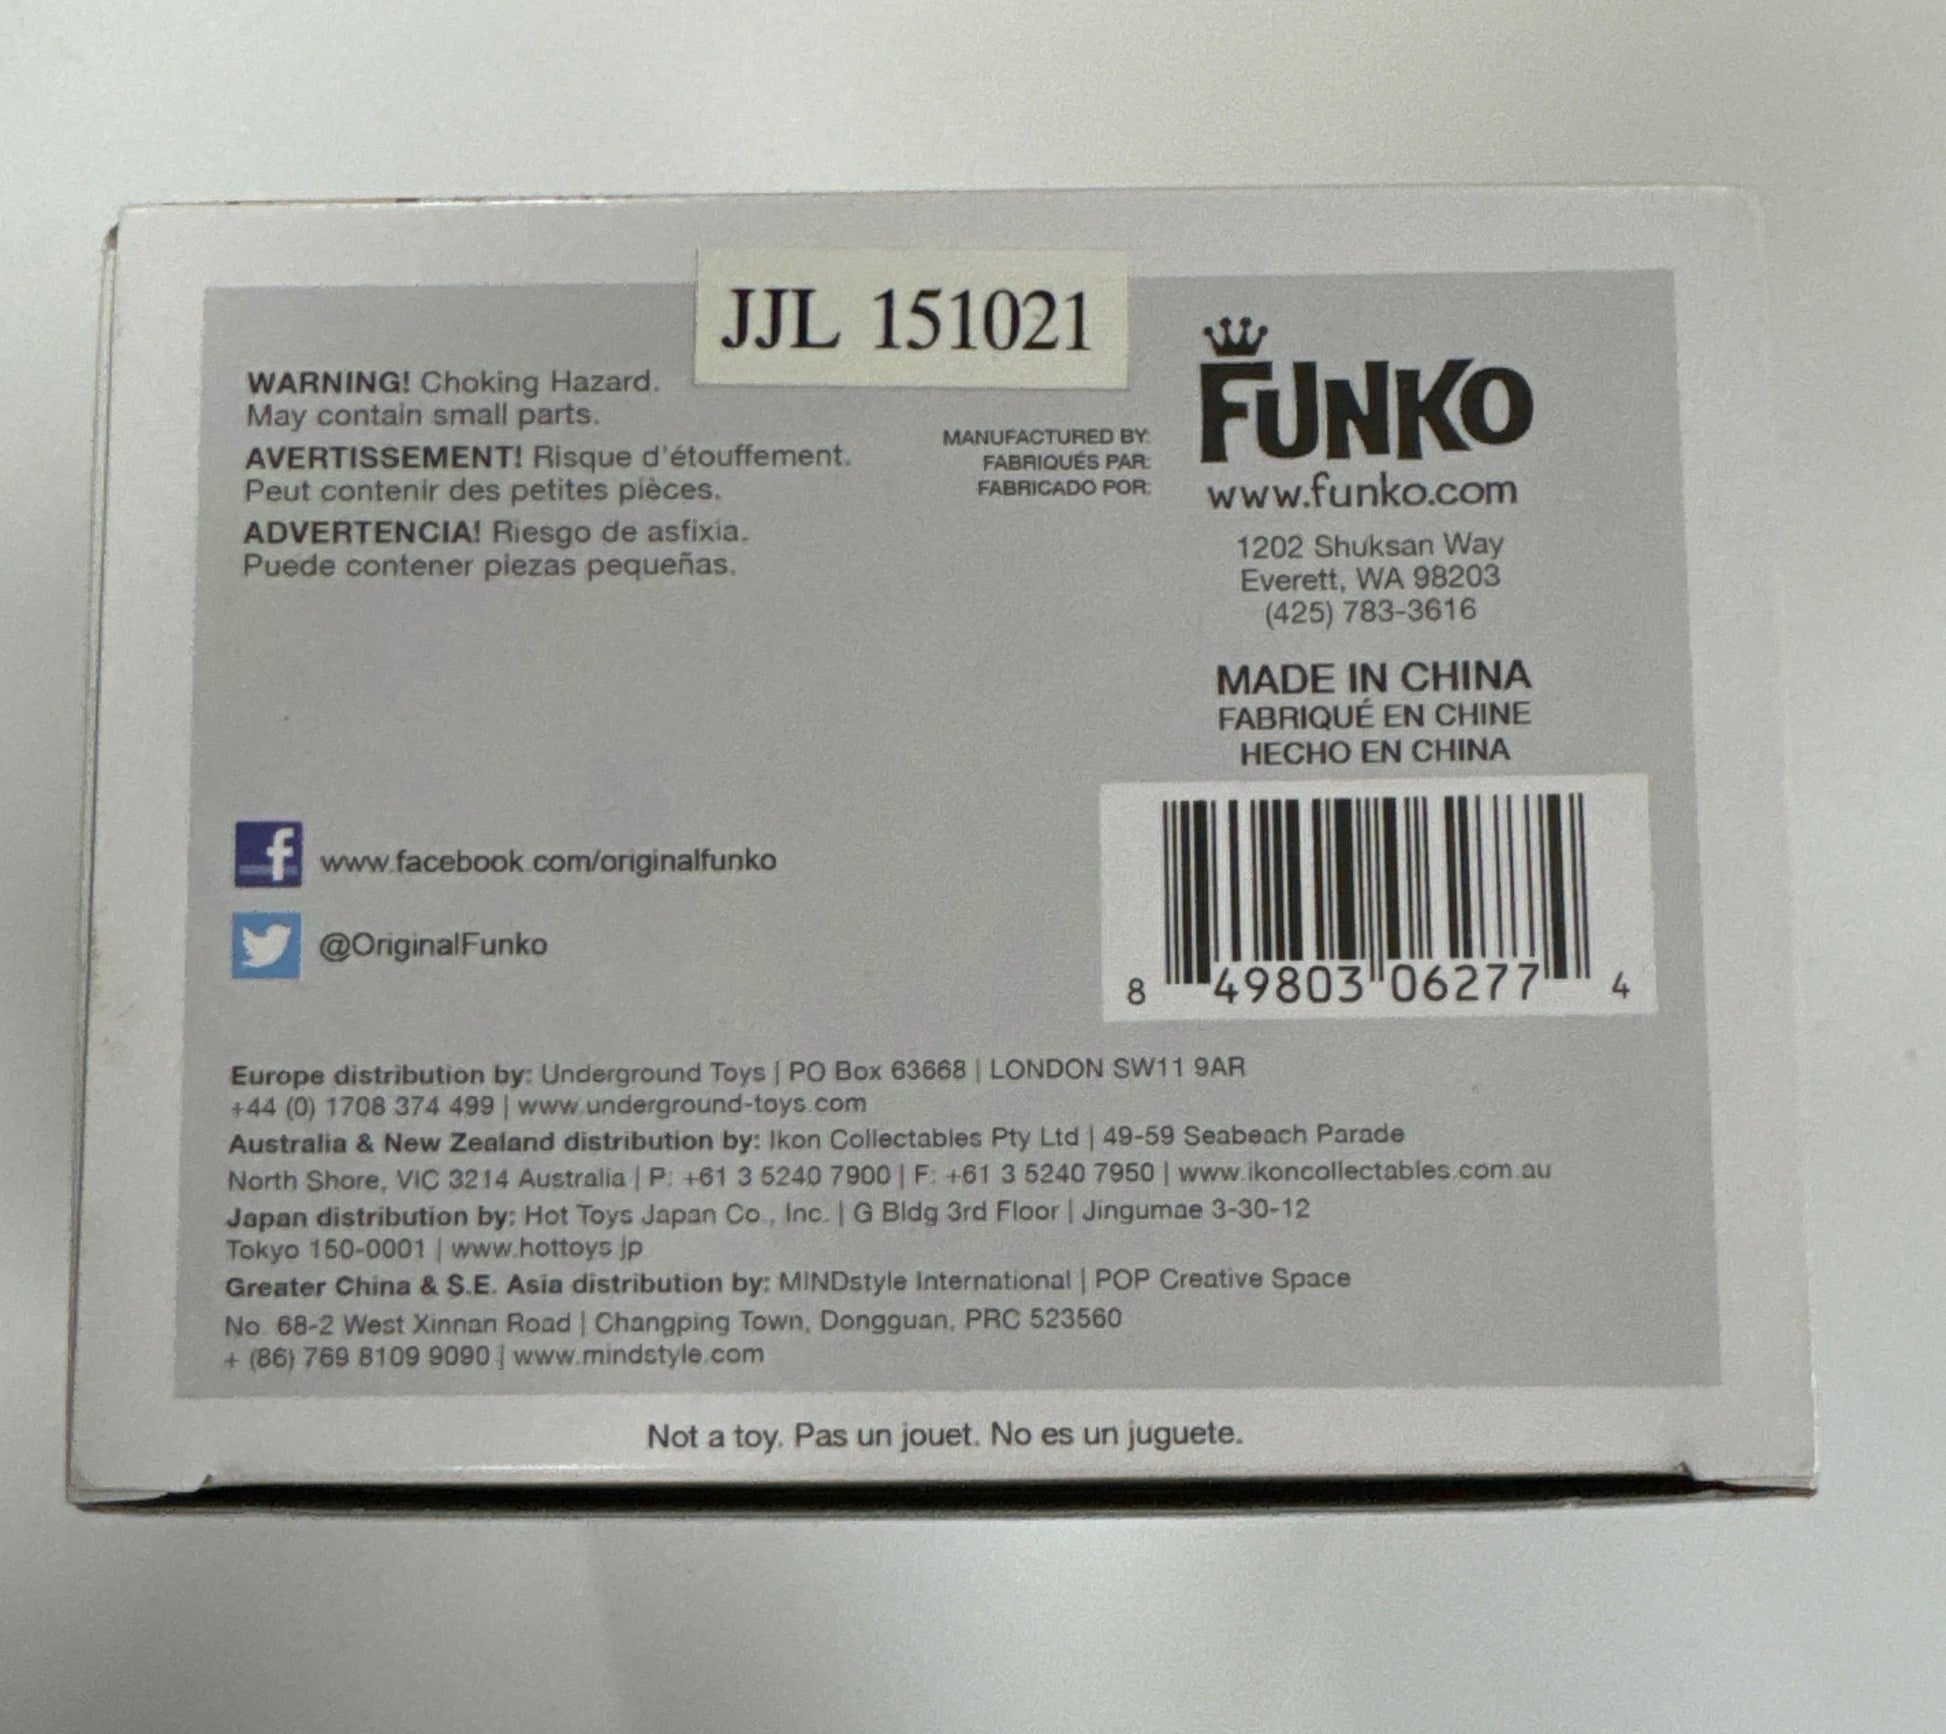 JJL 151021
WARNING! Choking Hazard.
May contain small parts.
AVERTISSEMENT! Risque d'étouffement.
Peut contenir des petites pièces.
ADVERTENCIA! Riesgo de asfixia.
Puede contener piezas pequeñas.
MANUFACTURED BY:
FABRIQUÉS PAR:
FABRICADO POR:
FUNKO
www.funko.com
1202 Shuksan Way
Everett, WA 98203
(425) 783-3616
MADE IN CHINA
FABRIQUÉ EN CHINE
HECHO EN CHINA
f www.facebook.com/originalfunko
@OriginalFunko
8 49803 06277 4
Europe distribution by: Underground Toys | PO Box 63668 | LONDON SW11 9AR
+44 (0) 1708 374 499 | www.underground-toys.com
Australia & New Zealand distribution by: Ikon Collectables Pty Ltd | 49-59 Seabeach Parade
North Shore, VIC 3214 Australia | P: +61 3 5240 7900 | F: +61 3 5240 7950 | www.ikoncollectables.com.au
Japan distribution by: Hot Toys Japan Co., Inc. | G Bldg 3rd Floor | Jingumae 3-30-12
Tokyo 150-0001 | www.hottoys.jp
Greater China & S.E. Asia distribution by: MINDstyle International | POP Creative Space
No. 68-2 West Xinnan Road | Changping Town, Dongguan, PRC 523560
+ (86) 769 8109 9090 | www.mindstyle.com
Not a toy. Pas un jouet. No es un juguete.